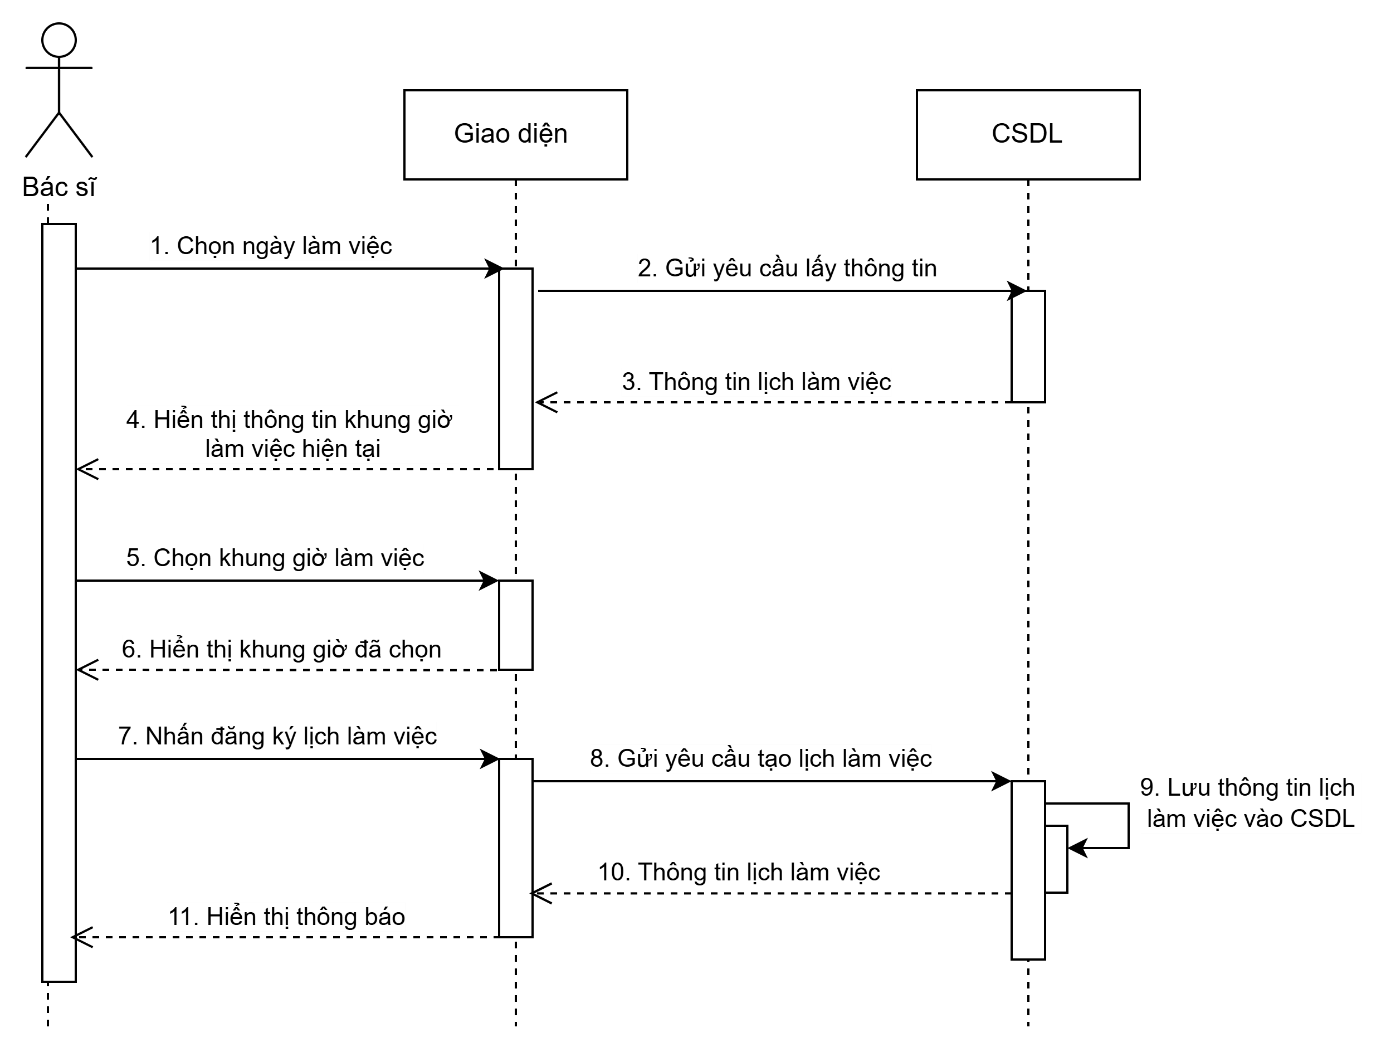 Bác sĩ
Giao diện
CSDL
1. Chọn ngày làm việc
2. Gửi yêu cầu lấy thông tin
3. Thông tin lịch làm việc
4. Hiển thị thông tin khung giờ
làm việc hiện tại
5. Chọn khung giờ làm việc
6. Hiển thị khung giờ đã chọn
7. Nhấn đăng ký lịch làm việc
8. Gửi yêu cầu tạo lịch làm việc
9. Lưu thông tin lịch
làm việc vào CSDL
10. Thông tin lịch làm việc
11. Hiển thị thông báo